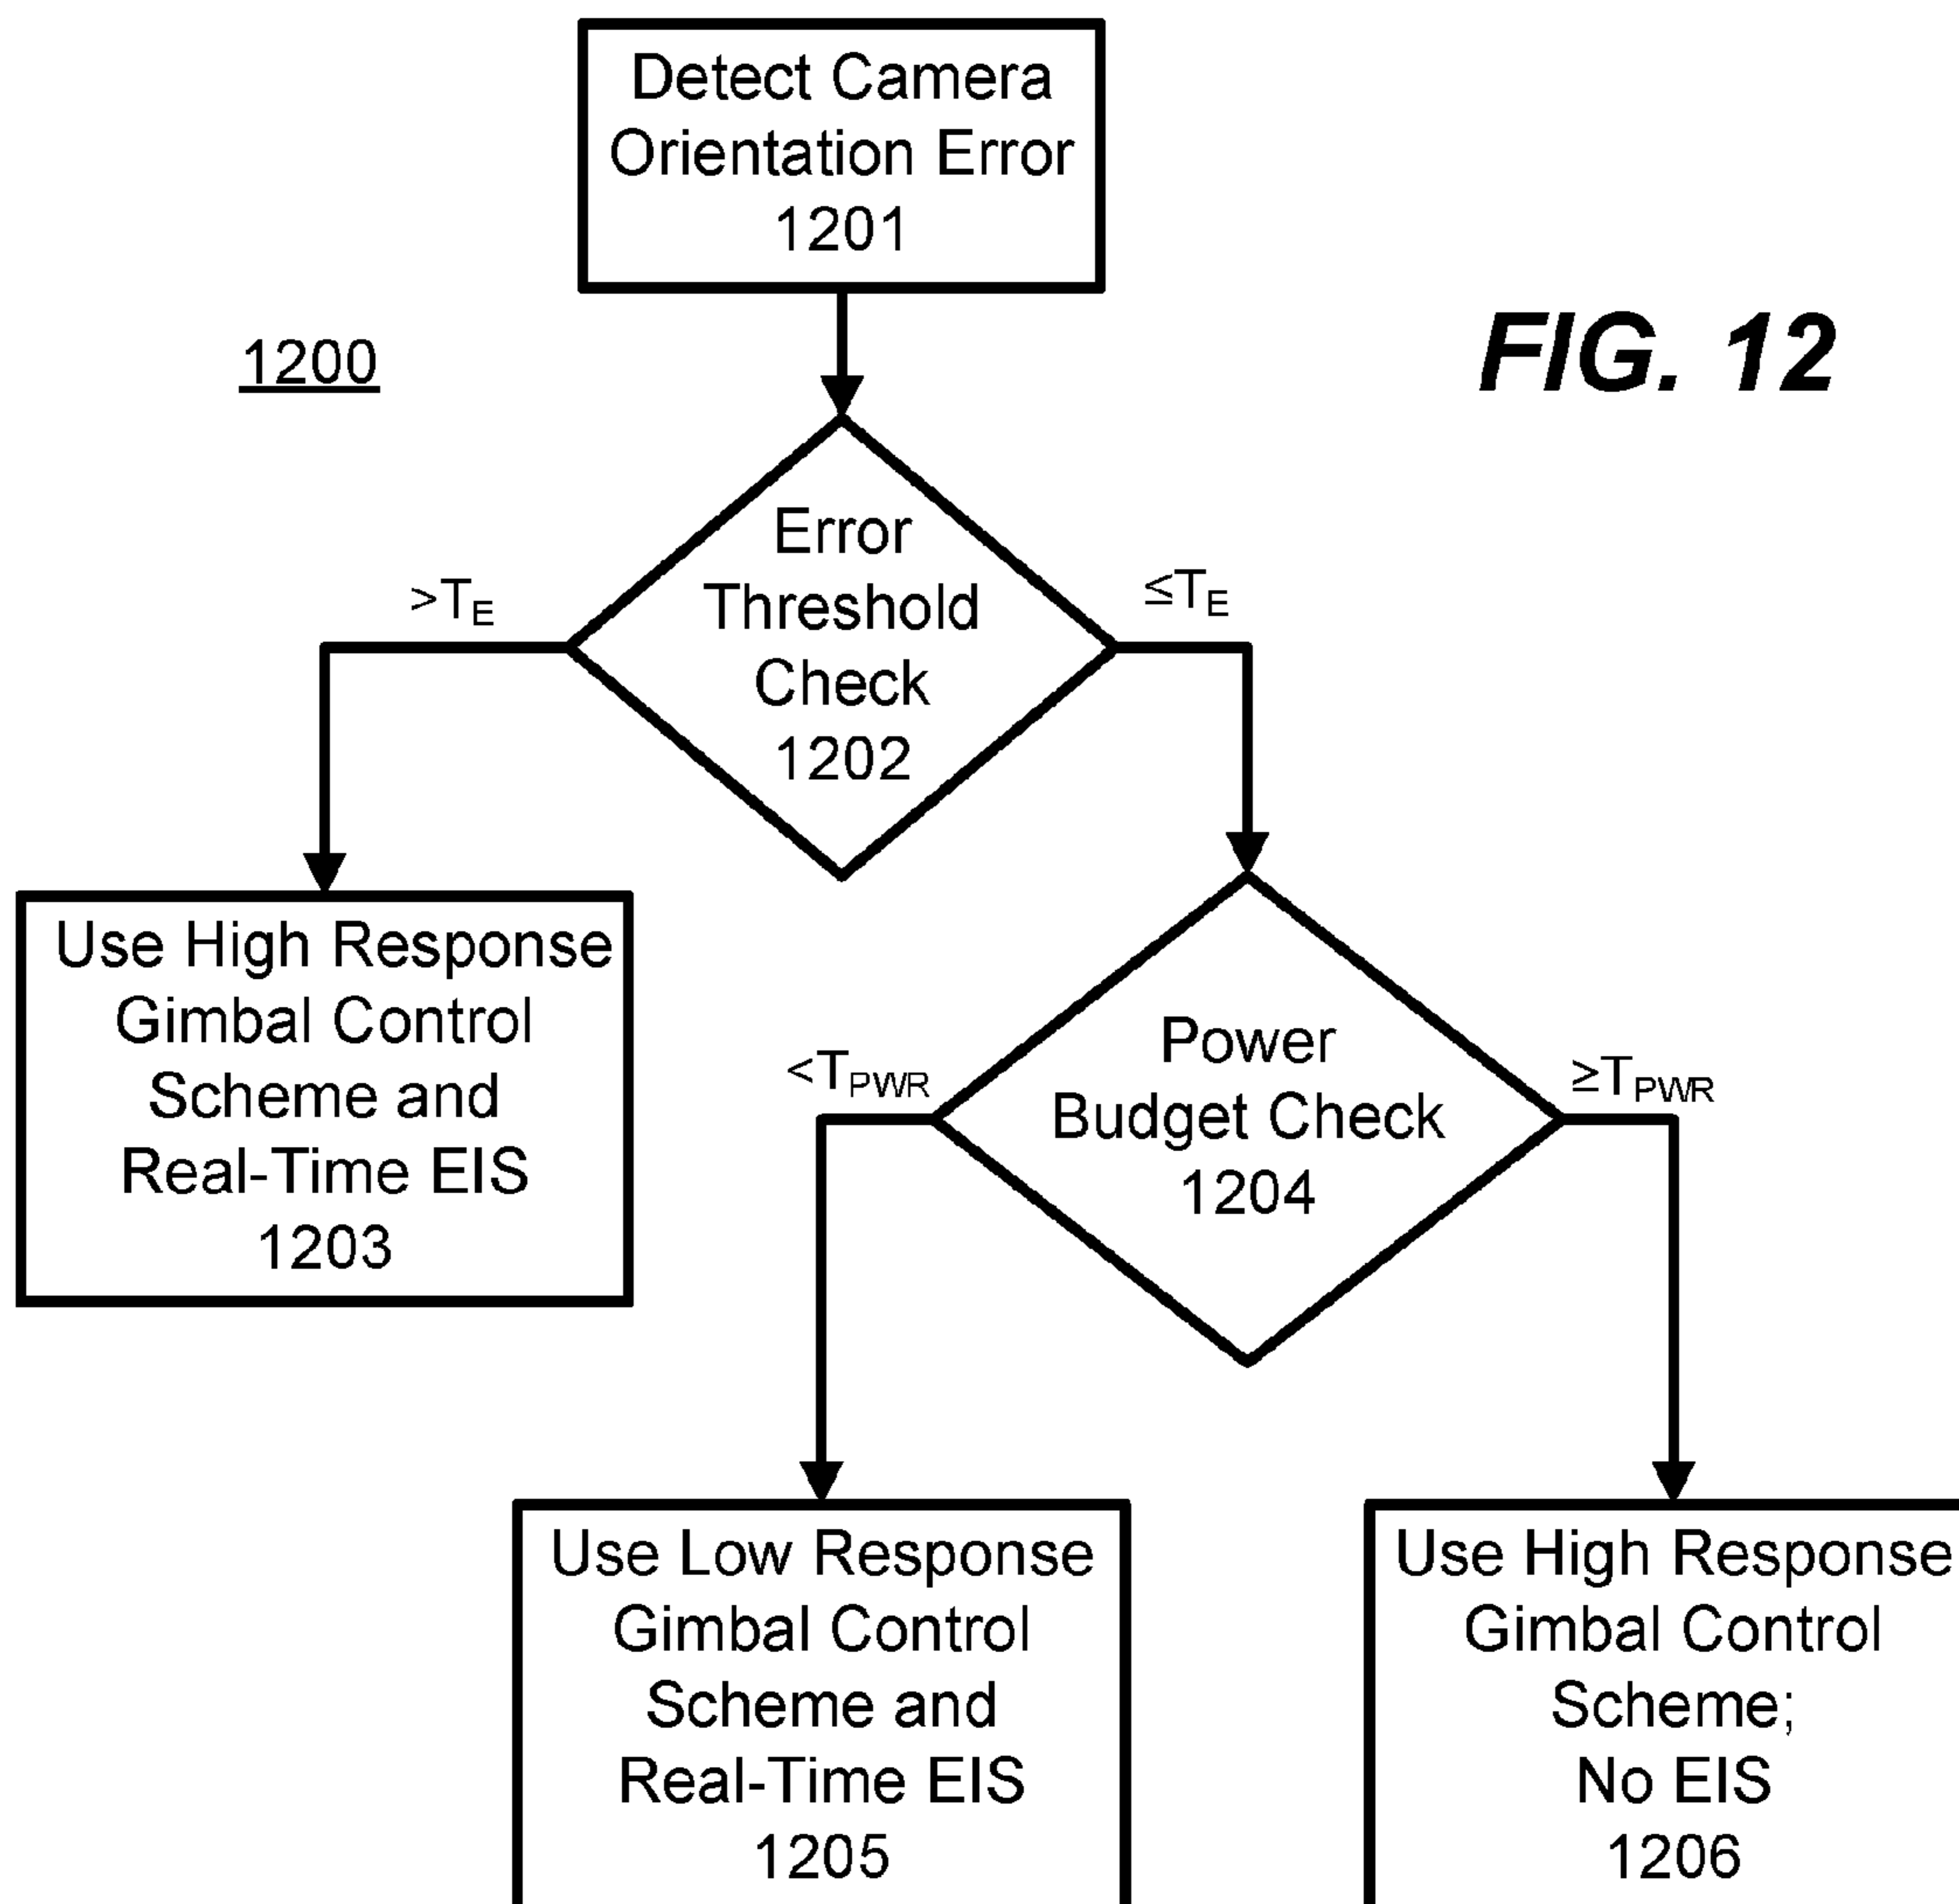 Detect Camera
Orientation Error
1201
1200
FIG. 12
Error
Threshold
Check
1202
>TE
≤TE
Use High Response
Gimbal Control
Scheme and
Real-Time EIS
1203
Power
Budget Check
1204
<TPWR
≥TPWR
Use Low Response
Gimbal Control
Scheme and
Real-Time EIS
1205
Use High Response
Gimbal Control
Scheme;
No EIS
1206